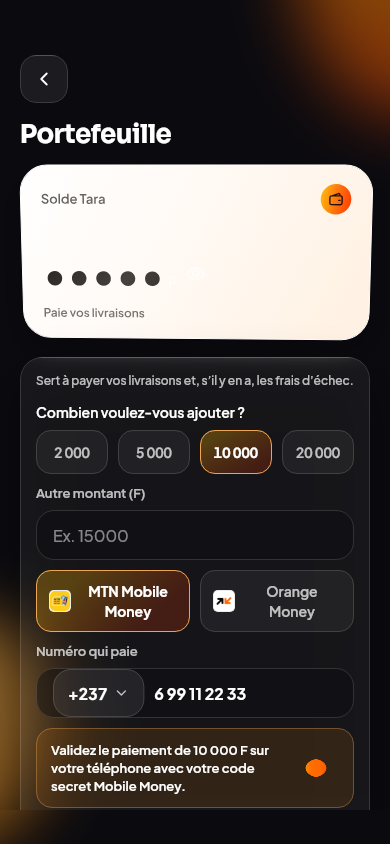 Portefeuille
Solde Tara
Paie vos livraisons
Sert à payer vos livraisons et, s'il y en a, les frais d'échec.
Combien voulez-vous ajouter ?
2 000
5 000
10 000
20 000
Autre montant (F)
Ex. 15000
MTN Mobile
Money
Orange
Money
Numéro qui paie
+237
6 99 11 22 33
Validez le paiement de 10 000 F sur
votre téléphone avec votre code
secret Mobile Money.